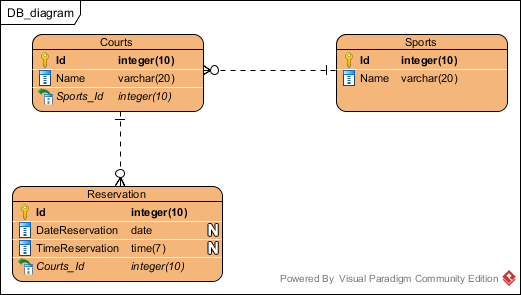 DB_diagram
Courts
Id integer(10)
Name varchar(20)
Sports_Id integer(10)
Sports
Id integer(10)
Name varchar(20)
Reservation
Id integer(10)
DateReservation date N
TimeReservation time(7) N
Courts_Id integer(10)
Powered By Visual Paradigm Community Edition